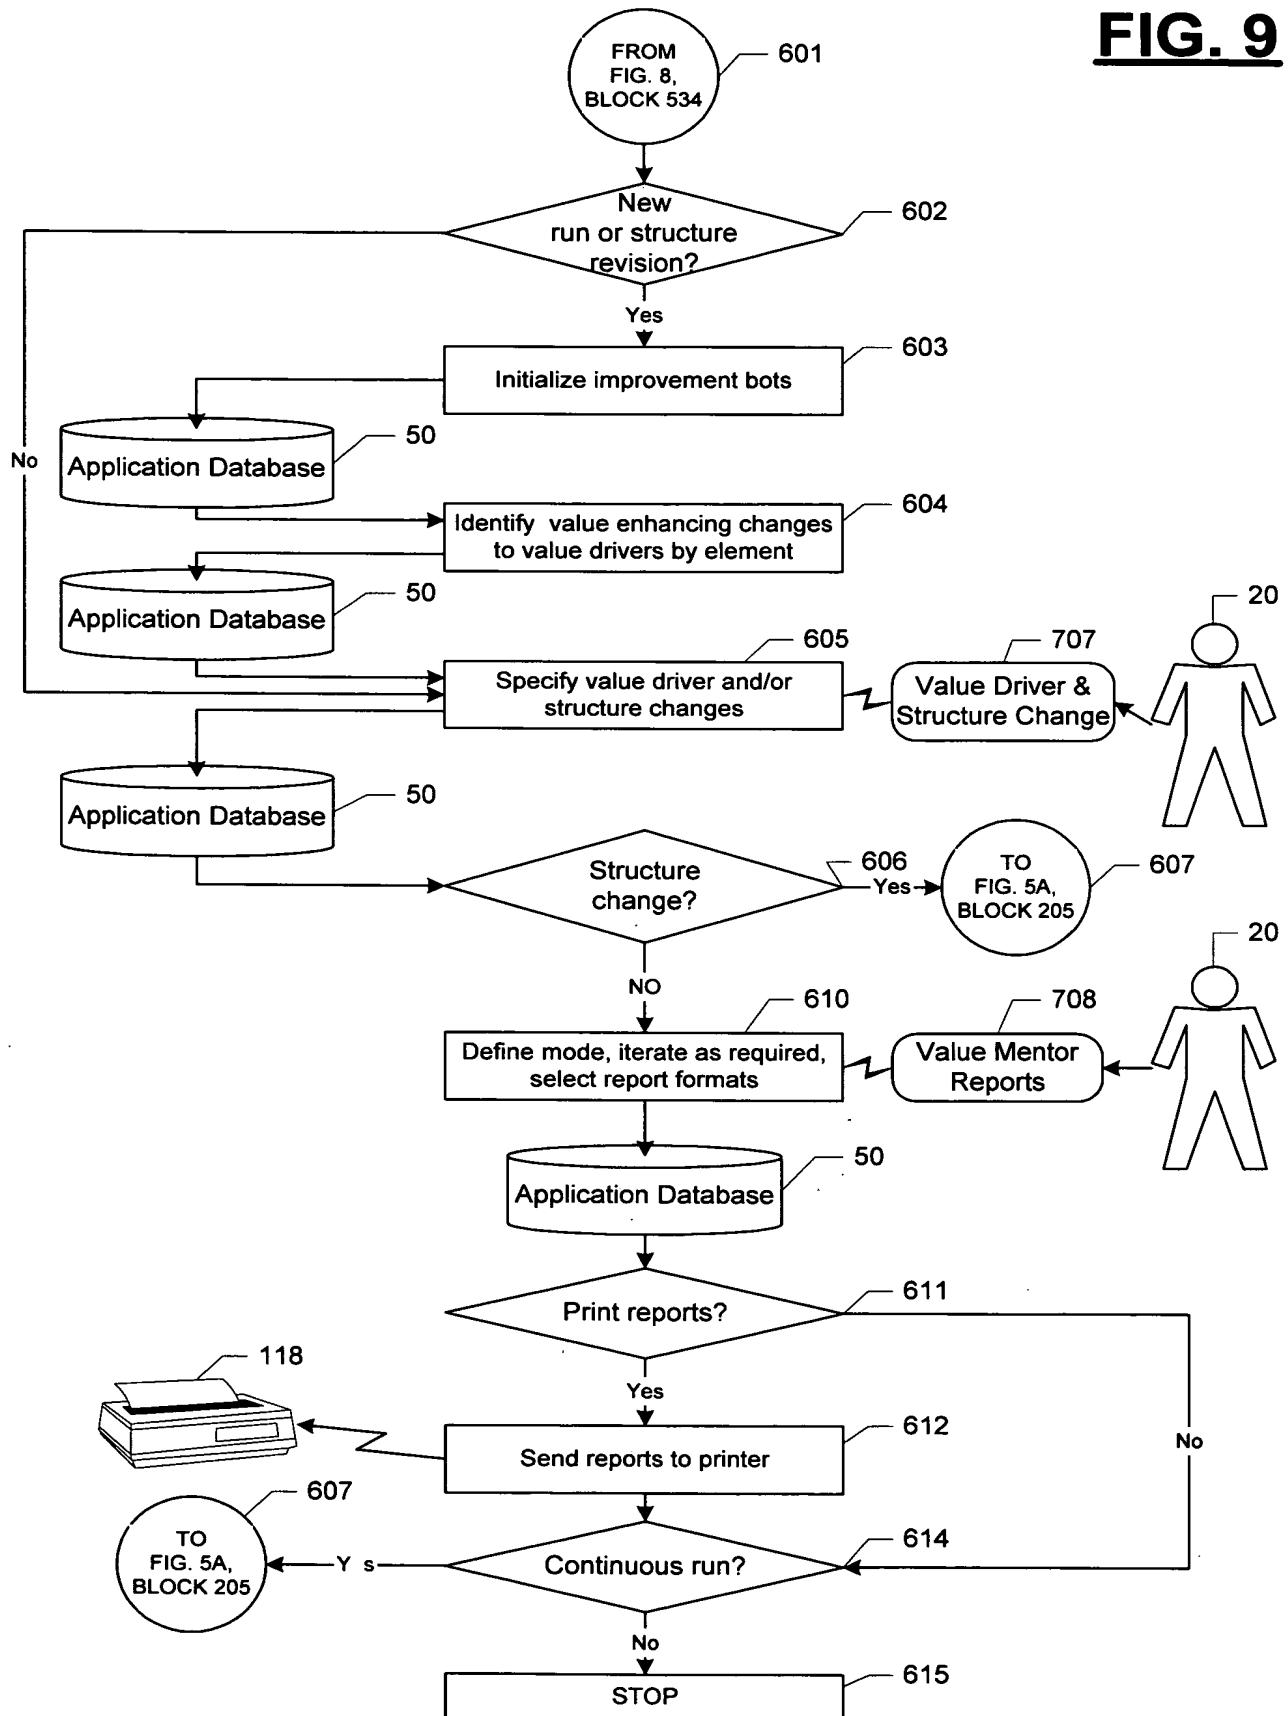 FIG. 9
FROM
FIG. 8,
BLOCK 534
601
New
run or structure
revision?
602
Yes
603
Initialize improvement bots
50
No
Application Database
604
Identify value enhancing changes
to value drivers by element
50
Application Database
20
605
707
Specify value driver and/or
structure changes
Value Driver &
Structure Change
50
Application Database
Structure
change?
606
Yes
TO
FIG. 5A,
BLOCK 205
607
20
NO
610
708
Define mode, iterate as required,
select report formats
Value Mentor
Reports
50
Application Database
611
Print reports?
118
Yes
612
Send reports to printer
No
607
TO
FIG. 5A,
BLOCK 205
Y s
Continuous run?
614
No
615
STOP